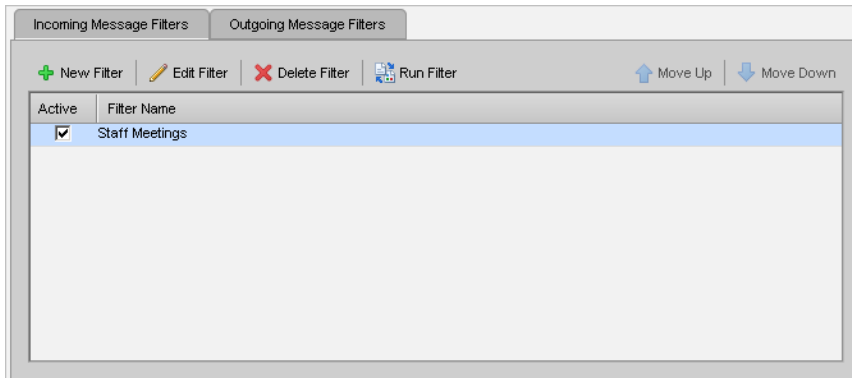 Incoming Message Filters Outgoing Message Filters
New Filter Edit Filter Delete Filter Run Filter Move Up Move Down
Active Filter Name
Staff Meetings